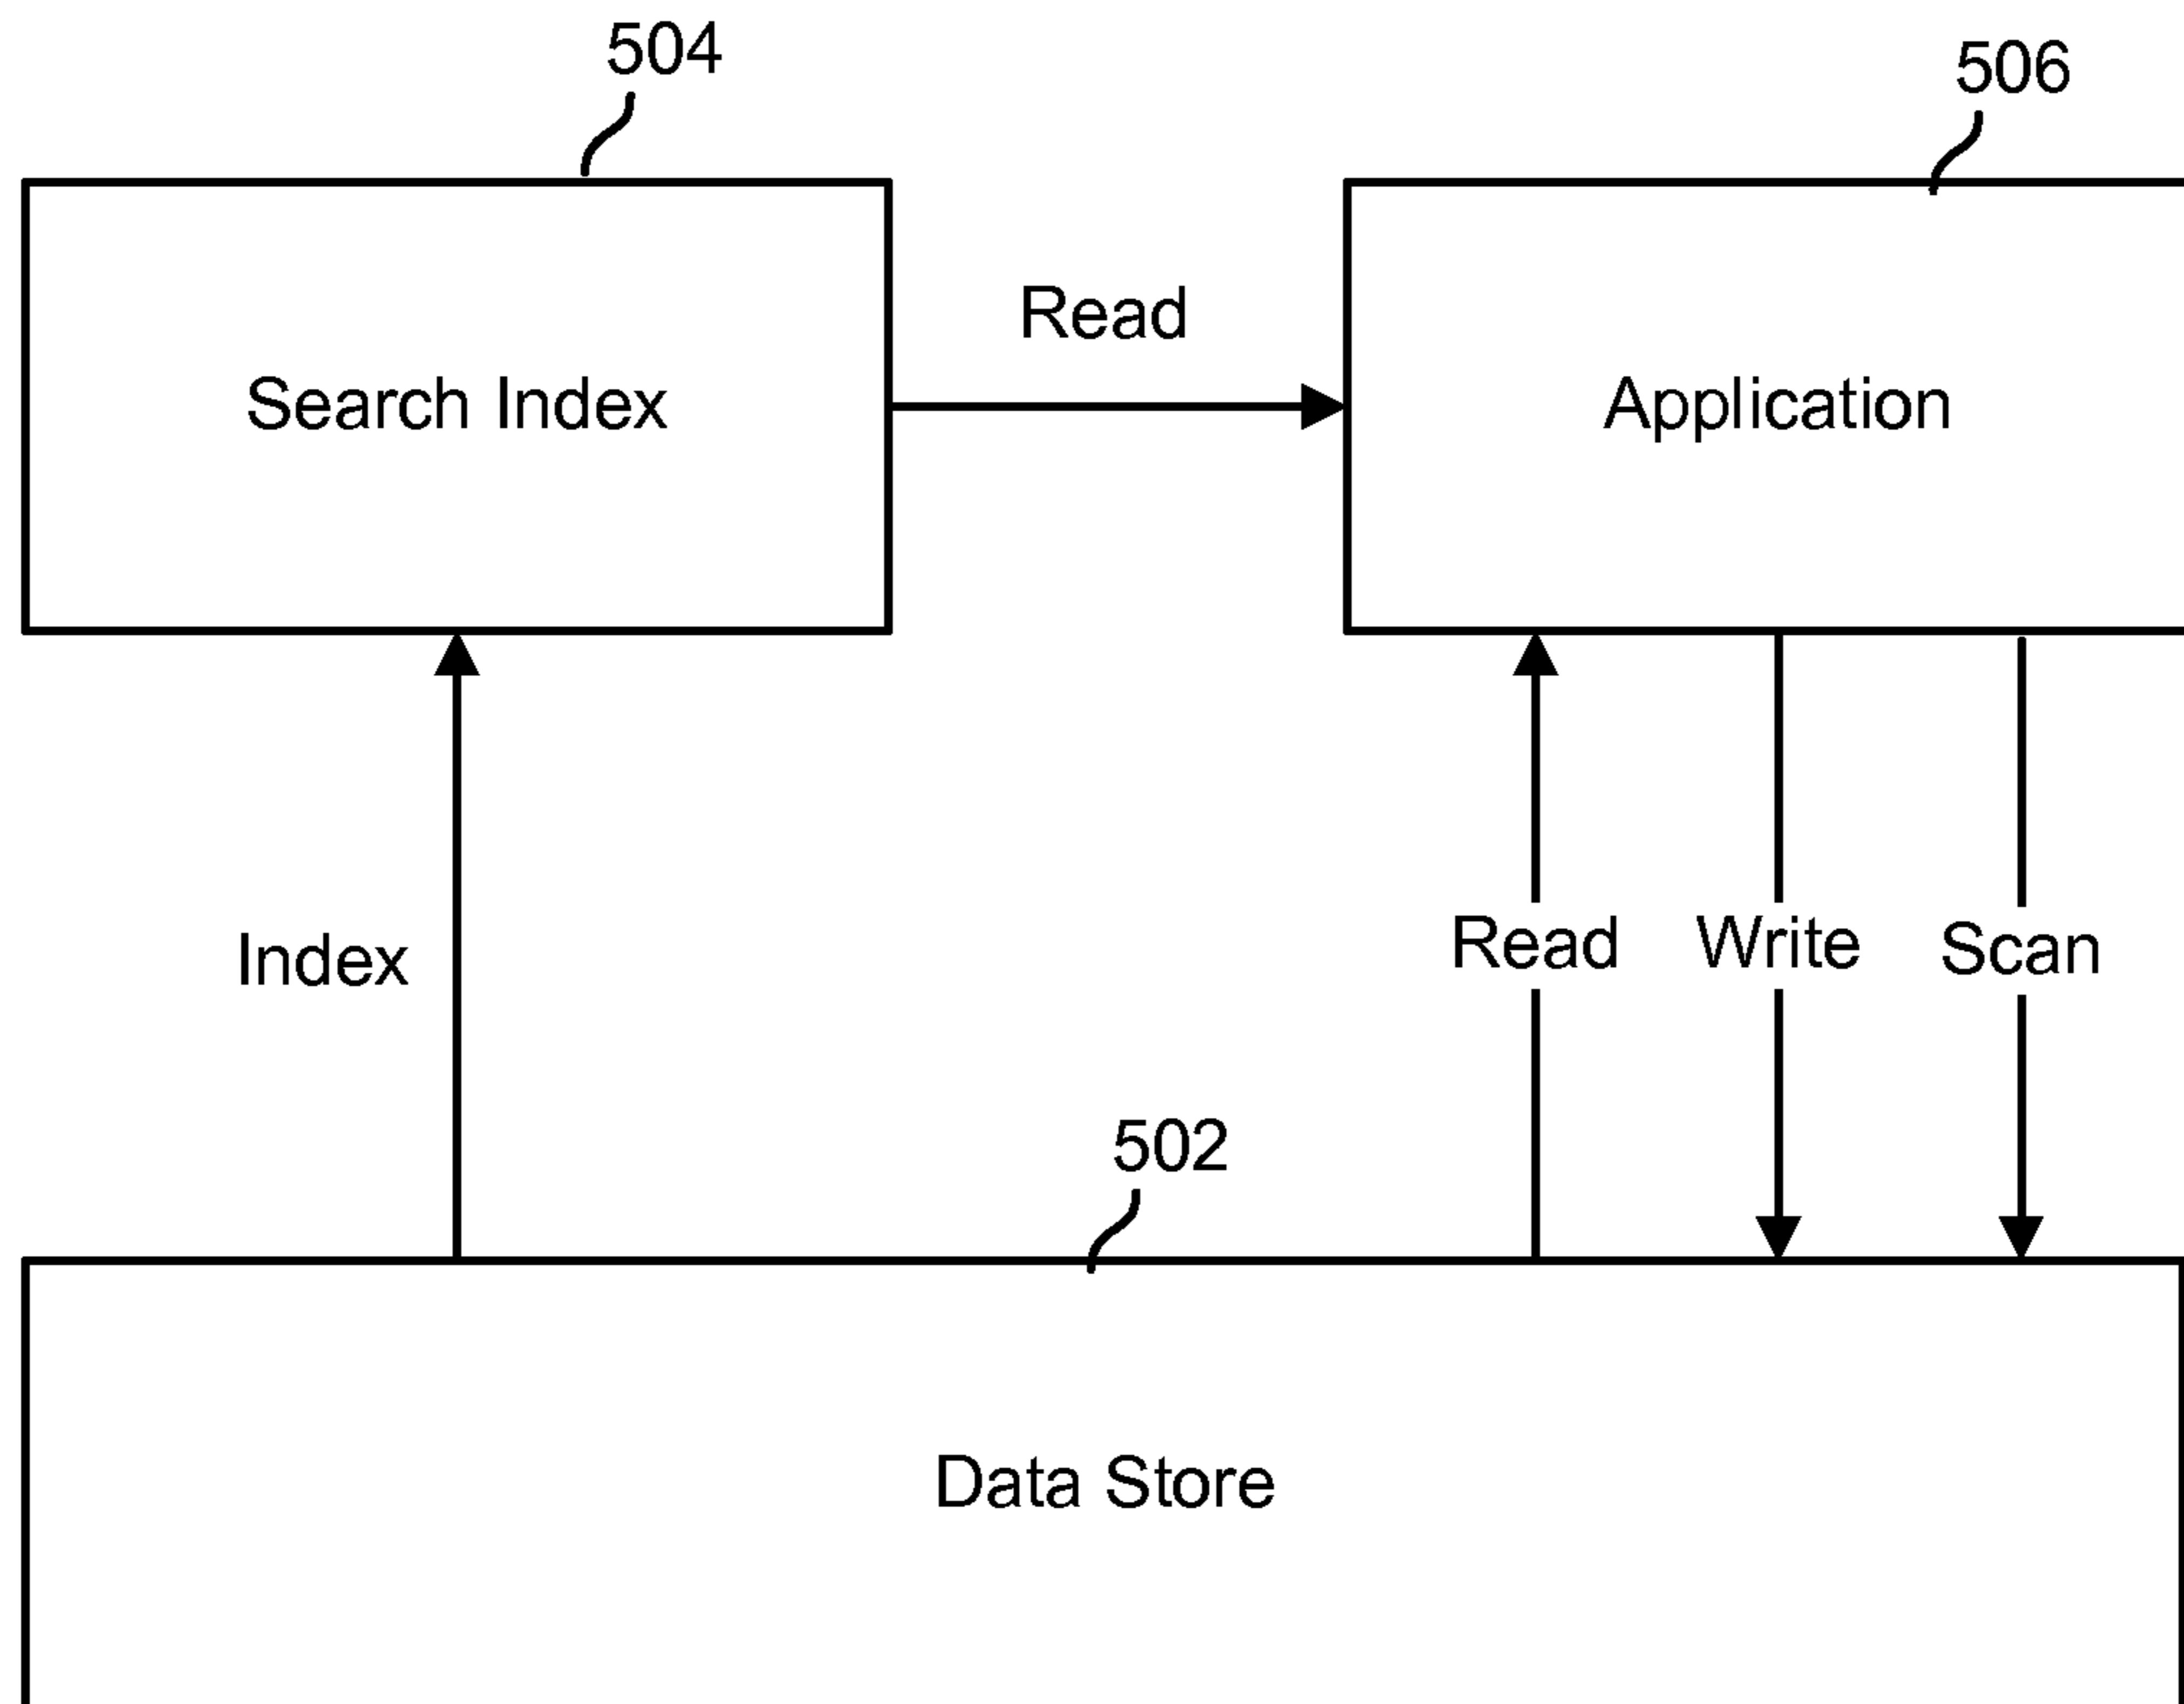 504
506
Read
Search Index
Application
Read
Write
Scan
Index
502
Data Store